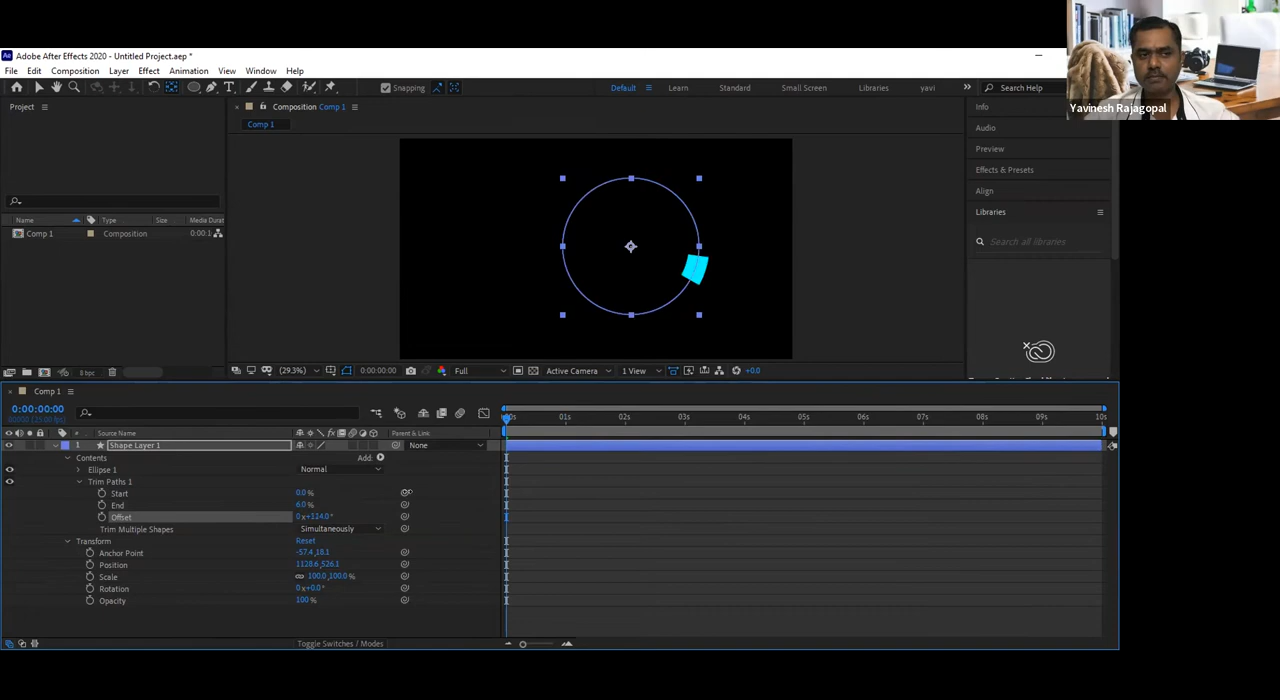 Adobe After Effects 2020 - Untitled Project.aep *
File Edit Composition Layer Effect Animation View Window Help
Snapping
Default Learn Standard Small Screen Libraries yavi
Search Help
Yavinesh Rajagopal
Project
Composition Comp 1
Comp 1
Info
Audio
Preview
Effects & Presets
Align
Libraries
Search all libraries
Name Type Size Media Durat
Comp 1 Composition 0:00:1
8 bpc
(29.3%) 0:00:00:00 Full Active Camera 1 View +0.0
Comp 1
0:00:00:00
00000 (25.00 fps)
01s 02s 03s 04s 05s 06s 07s 08s 09s 10s
# Source Name Parent & Link
1 Shape Layer 1 None
Contents Add:
Ellipse 1 Normal
Trim Paths 1
Start 0.0 %
End 6.0 %
Offset 0 x+114.0 °
Trim Multiple Shapes Simultaneously
Transform Reset
Anchor Point -57.4,18.1
Position 1128.6,526.1
Scale 100.0,100.0 %
Rotation 0 x+0.0 °
Opacity 100 %
Toggle Switches / Modes